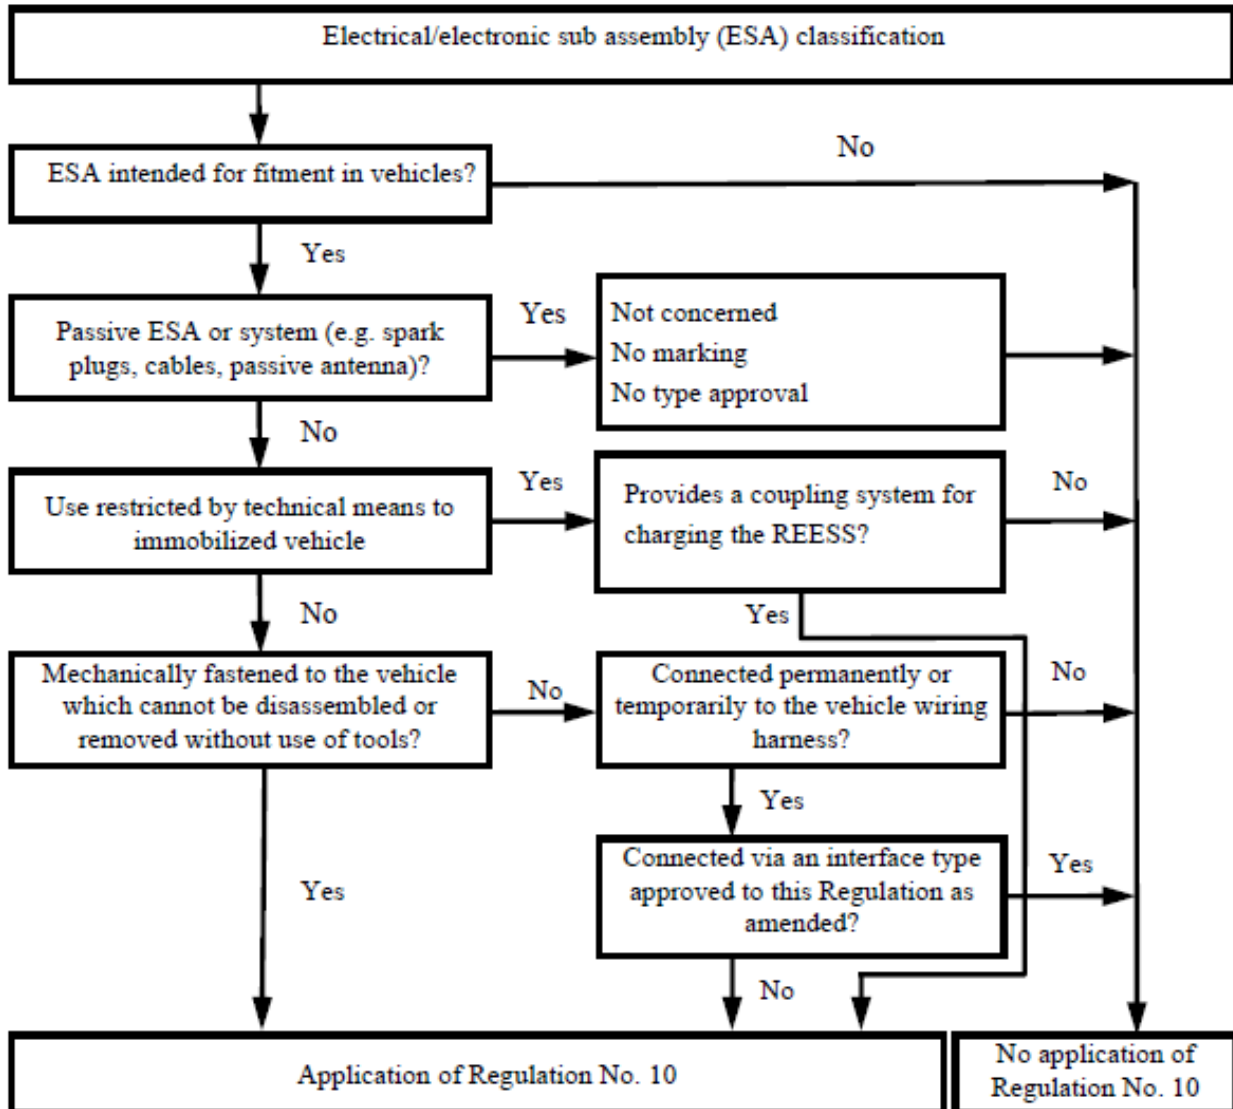 Electrical/electronic sub assembly (ESA) classification
No
ESA intended for fitment in vehicles?
Yes
Passive ESA or system (e.g. spark
plugs, cables, passive antenna)?
Yes
Not concerned
No marking
No type approval
No
Use restricted by technical means to
immobilized vehicle
Yes
Provides a coupling system for
charging the REESS?
No
No
Yes
Mechanically fastened to the vehicle
which cannot be disassembled or
removed without use of tools?
No
Connected permanently or
temporarily to the vehicle wiring
harness?
No
Yes
Connected via an interface type
approved to this Regulation as
amended?
Yes
Yes
No
Application of Regulation No. 10
No application of
Regulation No. 10